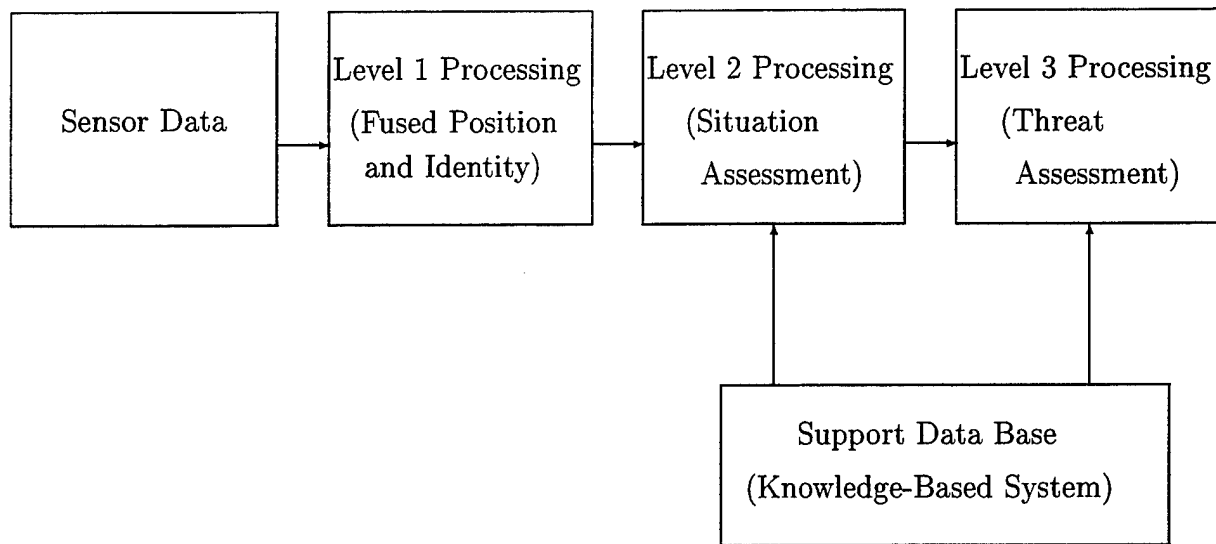 Sensor Data
Level 1 Processing
(Fused Position
and Identity)
Level 2 Processing
(Situation
Assessment)
Level 3 Processing
(Threat
Assessment)
Support Data Base
(Knowledge-Based System)